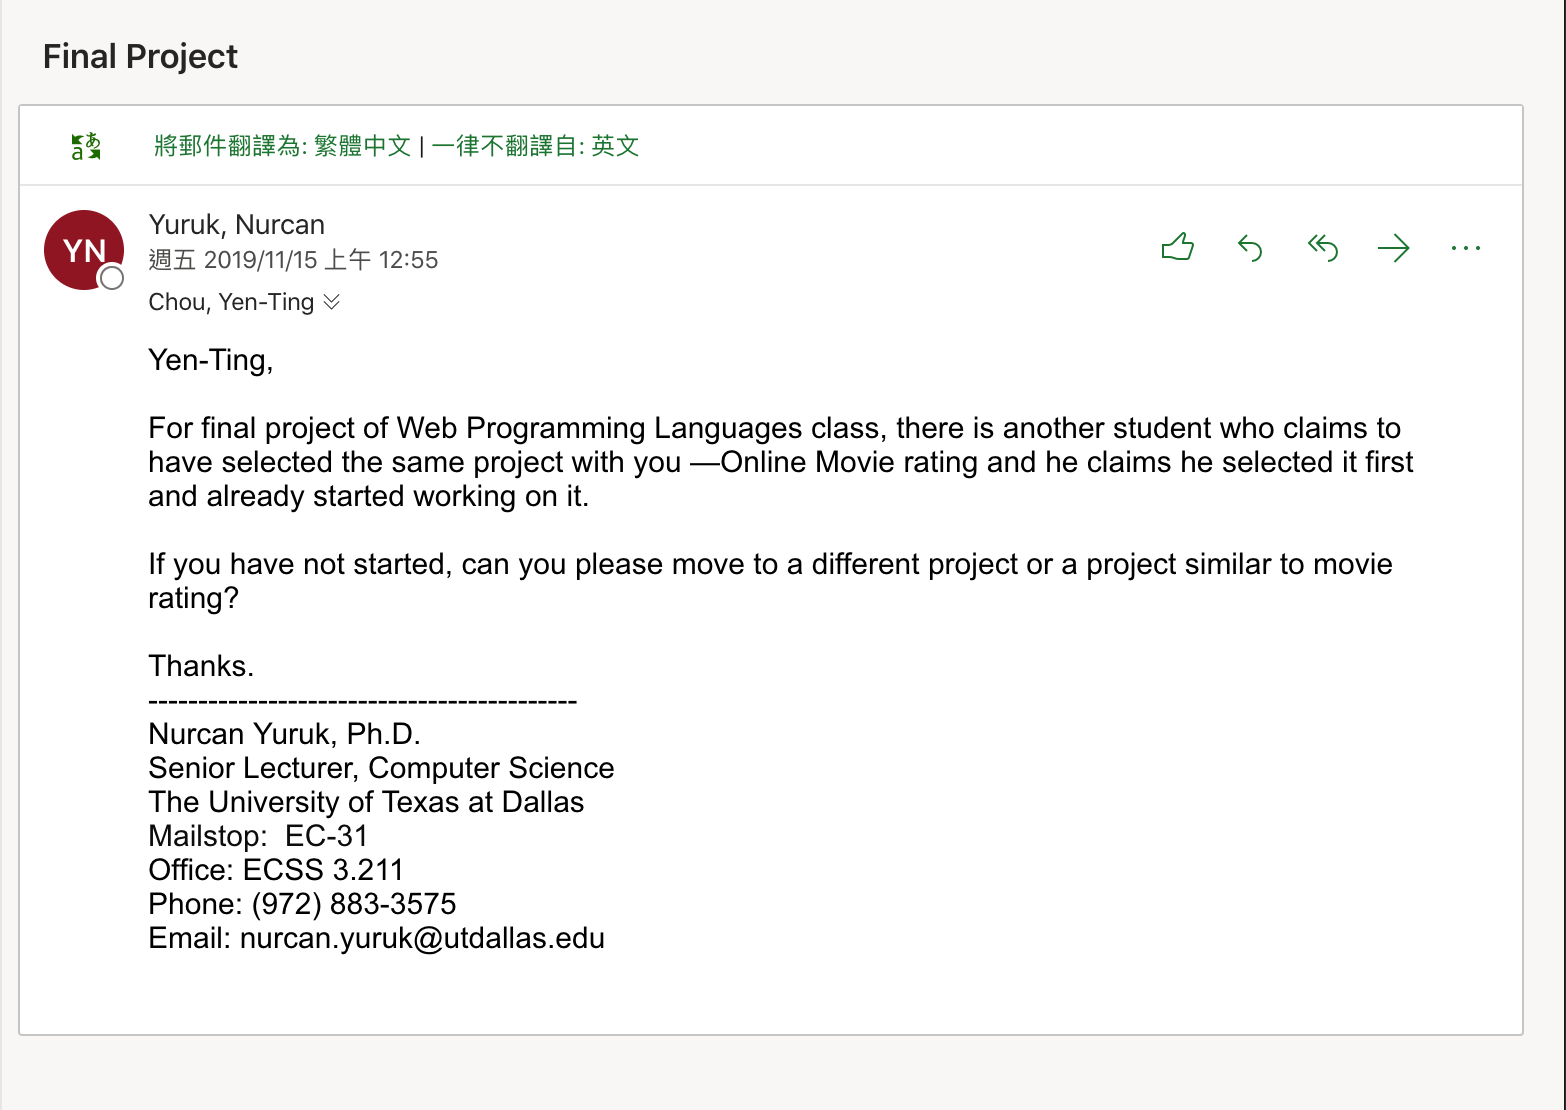 Final Project
將郵件翻譯為: 繁體中文 | 一律不翻譯自: 英文
YN
Yuruk, Nurcan
週五 2019/11/15 上午 12:55
Chou, Yen-Ting
Yen-Ting,
For final project of Web Programming Languages class, there is another student who claims to
have selected the same project with you —Online Movie rating and he claims he selected it first
and already started working on it.
If you have not started, can you please move to a different project or a project similar to movie
rating?
Thanks.
-------------------------------------------
Nurcan Yuruk, Ph.D.
Senior Lecturer, Computer Science
The University of Texas at Dallas
Mailstop:  EC-31
Office: ECSS 3.211
Phone: (972) 883-3575
Email: nurcan.yuruk@utdallas.edu